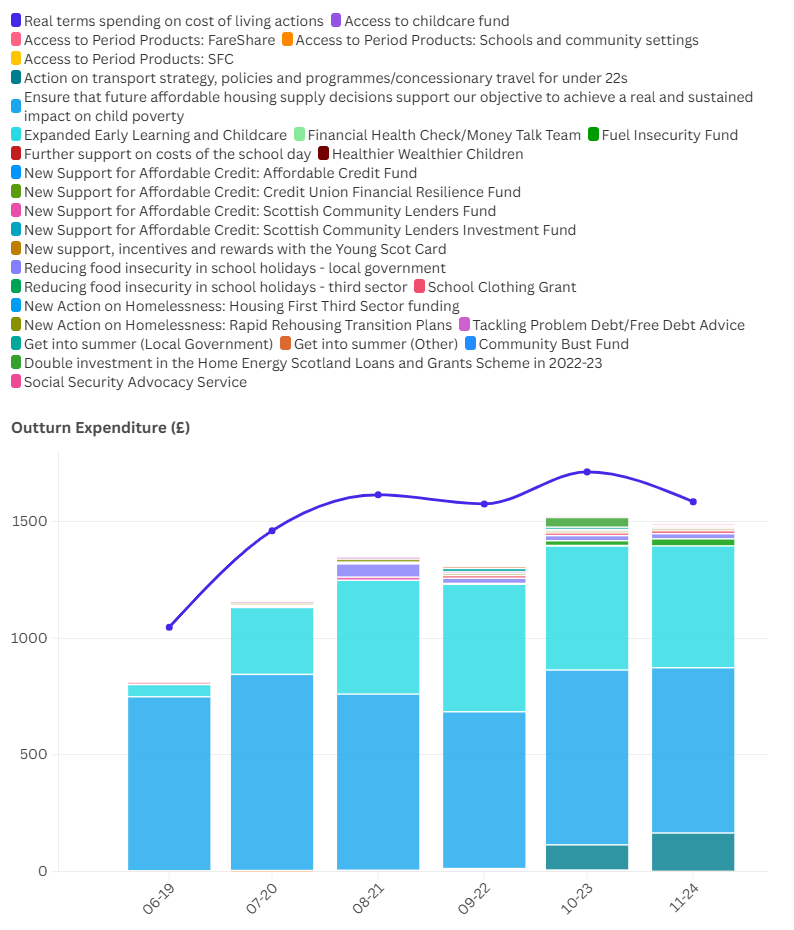 Real terms spending on cost of living actions Access to childcare fund
Access to Period Products: FareShare Access to Period Products: Schools and community settings
Access to Period Products: SFC
Action on transport strategy, policies and programmes/concessionary travel for under 22s
Ensure that future affordable housing supply decisions support our objective to achieve a real and sustained
impact on child poverty
Expanded Early Learning and Childcare Financial Health Check/Money Talk Team Fuel Insecurity Fund
Further support on costs of the school day Healthier Wealthier Children
New Support for Affordable Credit: Affordable Credit Fund
New Support for Affordable Credit: Credit Union Financial Resilience Fund
New Support for Affordable Credit: Scottish Community Lenders Fund
New Support for Affordable Credit: Scottish Community Lenders Investment Fund
New support, incentives and rewards with the Young Scot Card
Reducing food insecurity in school holidays - local government
Reducing food insecurity in school holidays - third sector School Clothing Grant
New Action on Homelessness: Housing First Third Sector funding
New Action on Homelessness: Rapid Rehousing Transition Plans Tackling Problem Debt/Free Debt Advice
Get into summer (Local Government) Get into summer (Other) Community Bust Fund
Double investment in the Home Energy Scotland Loans and Grants Scheme in 2022-23
Social Security Advocacy Service
Outturn Expenditure (£)
1500
1000
500
0
06-19 07-20 08-21 09-22 10-23 11-24